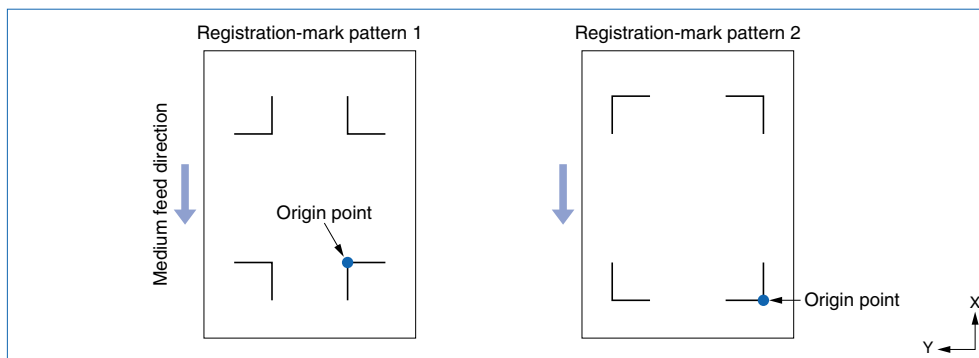 Registration-mark pattern 1
Registration-mark pattern 2
Medium feed direction
Origin point
Origin point
X
Y